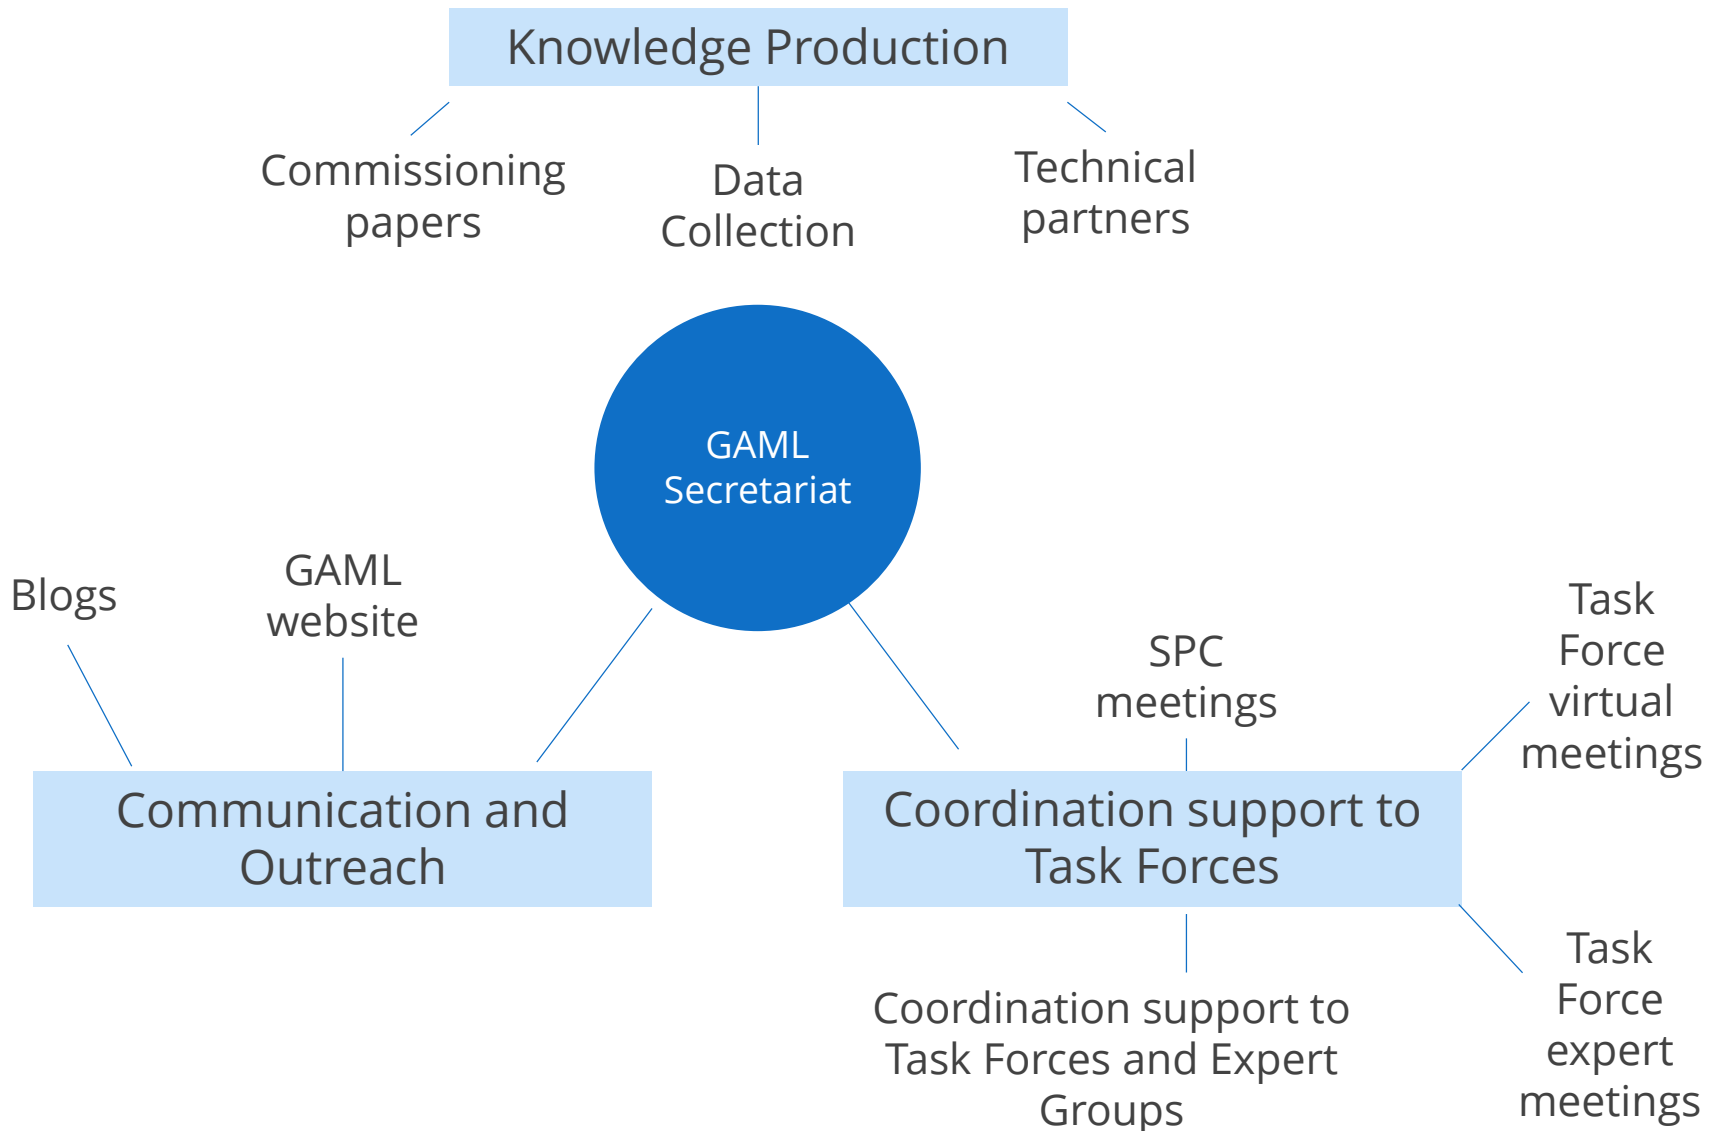 Knowledge Production
Commissioning
papers
Data
Collection
Technical
partners
GAML
Secretariat
Blogs
GAML
website
SPC
meetings
Task
Force
virtual
meetings
Communication and
Outreach
Coordination support to
Task Forces
Coordination support to
Task Forces and Expert
Groups
Task
Force
expert
meetings